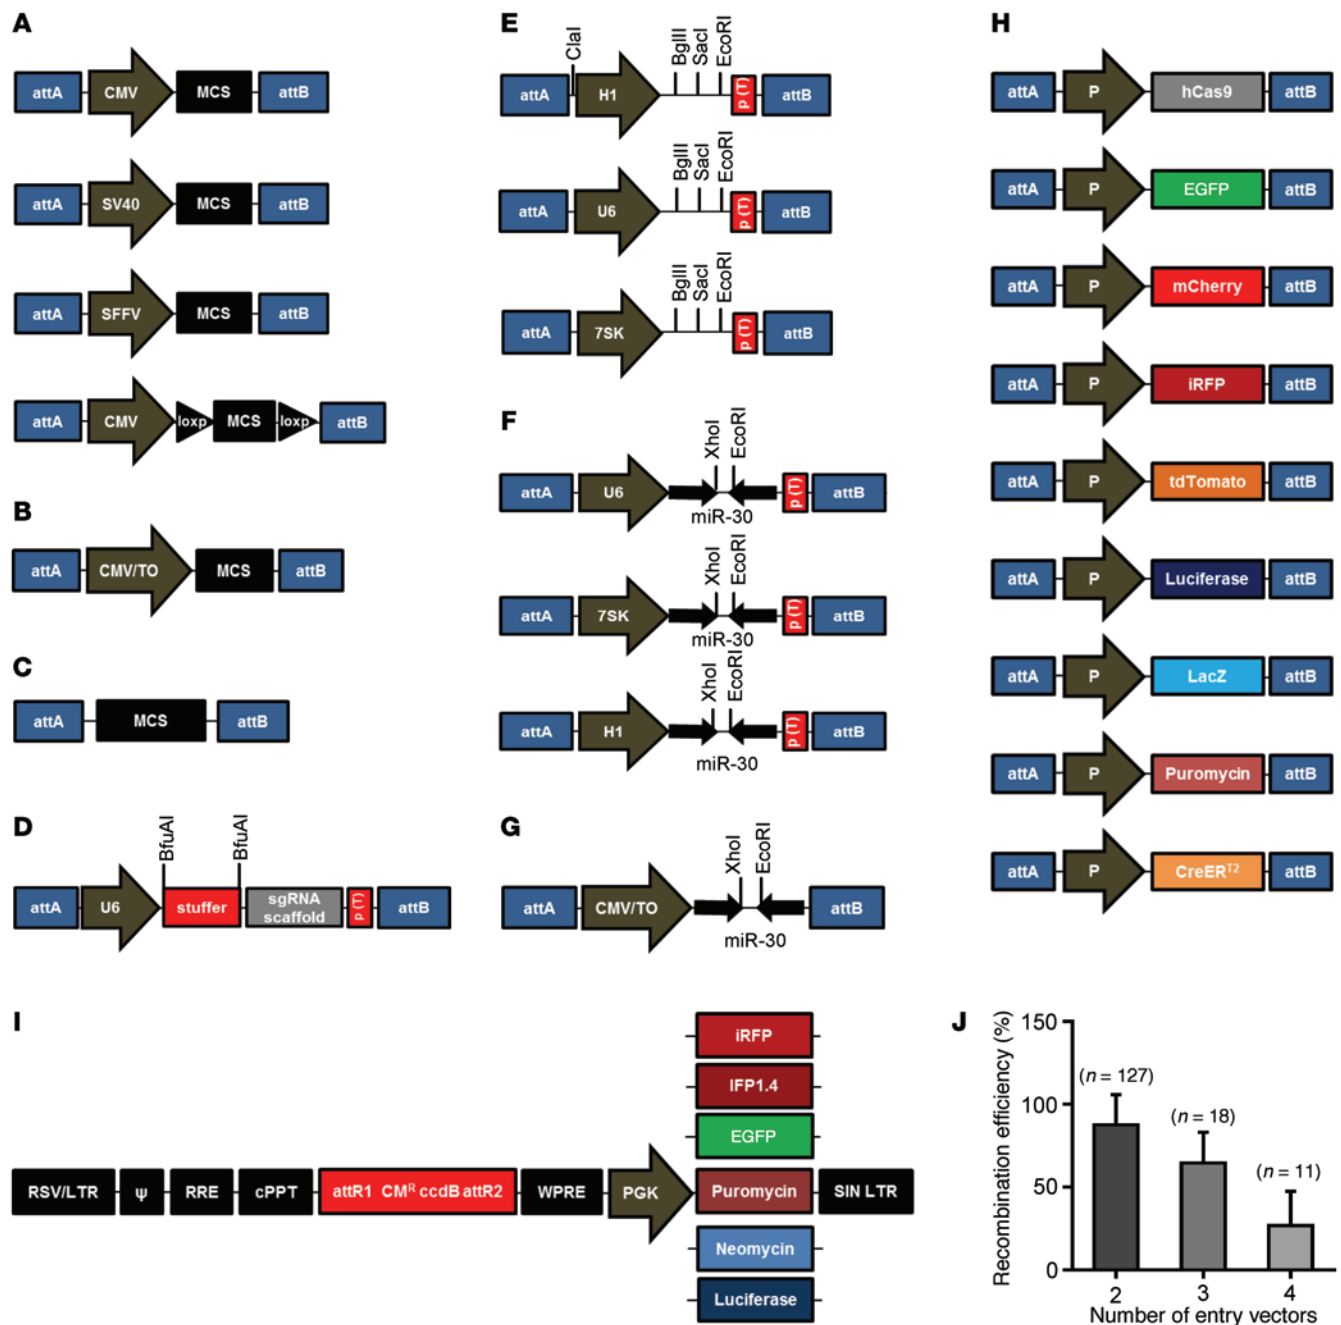 A
attA CMV MCS attB
attA SV40 MCS attB
attA SFFV MCS attB
attA CMV loxp MCS loxp attB
B
attA CMV/TO MCS attB
C
attA MCS attB
D
BfuAI BfuAI
attA U6 stuffer sgRNA scaffold p (T) attB
E
ClaI BglII SacI EcoRI
attA H1 p (T) attB
BglII SacI EcoRI
attA U6 p (T) attB
BglII SacI EcoRI
attA 7SK p (T) attB
F
XhoI EcoRI
attA U6 p (T) attB
miR-30
XhoI EcoRI
attA 7SK p (T) attB
miR-30
XhoI EcoRI
attA H1 p (T) attB
miR-30
G
XhoI EcoRI
attA CMV/TO attB
miR-30
H
attA P hCas9 attB
attA P EGFP attB
attA P mCherry attB
attA P iRFP attB
attA P tdTomato attB
attA P Luciferase attB
attA P LacZ attB
attA P Puromycin attB
attA P CreERᵀ² attB
I
iRFP
IFP1.4
EGFP
RSV/LTR ψ RRE cPPT attR1 CMᴿ ccdB attR2 WPRE PGK Puromycin SIN LTR
Neomycin
Luciferase
J
Recombination efficiency (%)
150
100
50
0
(n = 127)
(n = 18)
(n = 11)
2 3 4
Number of entry vectors